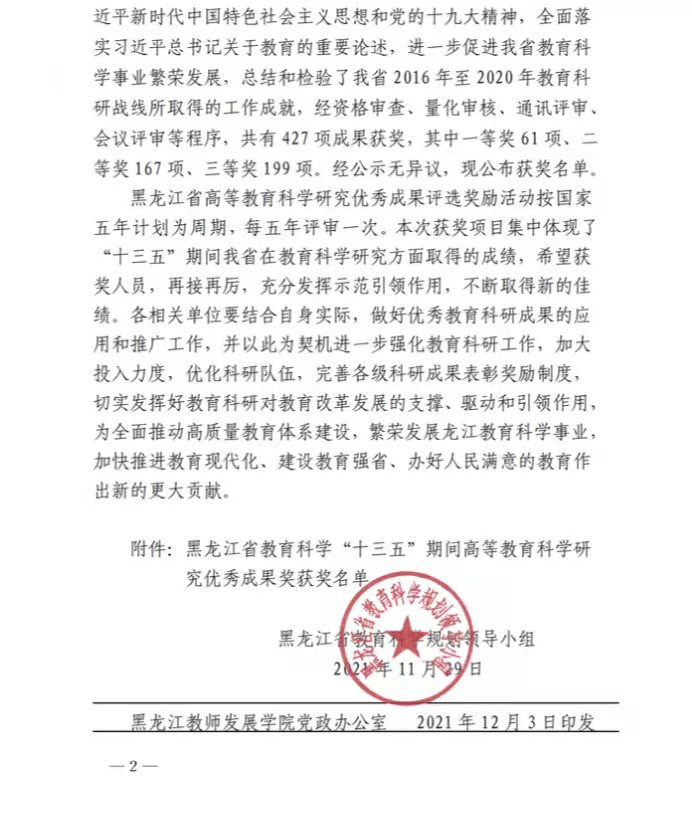 近平新时代中国特色社会主义思想和党的十九大精神，全面落
实习近平总书记关于教育的重要论述，进一步促进我省教育科
学事业繁荣发展，总结和检验了我省 2016 年至 2020 年教育科
研战线所取得的工作成就，经资格审查、量化审核、通讯评审、
会议评审等程序，共有 427 项成果获奖，其中一等奖 61 项、二
等奖 167 项、三等奖 199 项。经公示无异议，现公布获奖名单。
黑龙江省高等教育科学研究优秀成果评选奖励活动按国家
五年计划为周期，每五年评审一次。本次获奖项目集中体现了
“十三五”期间我省在教育科学研究方面取得的成绩，希望获
奖人员，再接再厉，充分发挥示范引领作用，不断取得新的佳
绩。各相关单位要结合自身实际，做好优秀教育科研成果的应
用和推广工作，并以此为契机进一步强化教育科研工作，加大
投入力度，优化科研队伍，完善各级科研成果表彰奖励制度，
切实发挥好教育科研对教育改革发展的支撑、驱动和引领作用，
为全面推动高质量教育体系建设，繁荣发展龙江教育科学事业，
加快推进教育现代化、建设教育强省、办好人民满意的教育作
出新的更大贡献。
附件：黑龙江省教育科学“十三五”期间高等教育科学研
究优秀成果奖获奖名单
黑龙江省教育科学规划领导小组
黑龙江省教育科学规划领导小组
2021 年 11 月 29 日
黑龙江教师发展学院党政办公室 2021 年 12 月 3 日印发
— 2 —